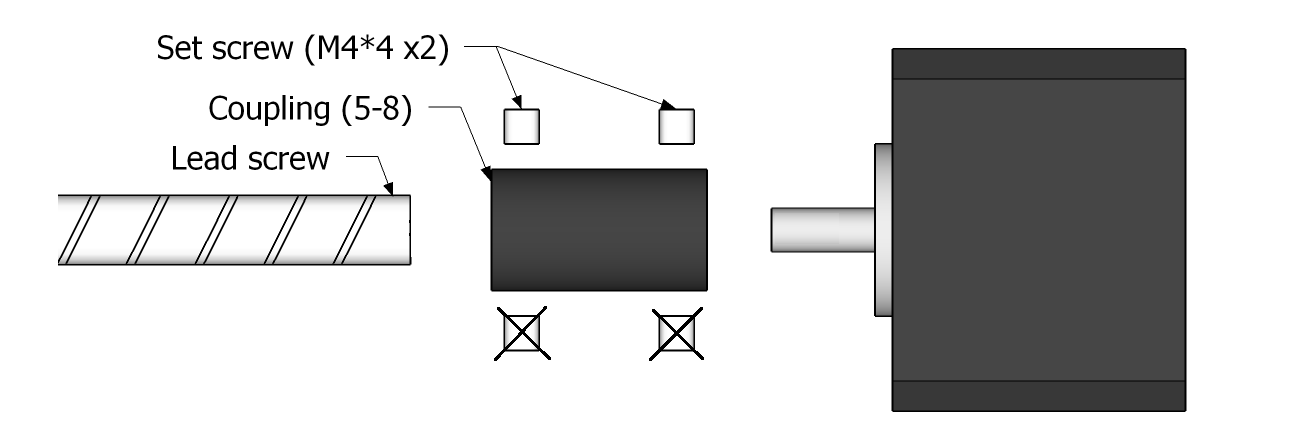 Set screw (M4*4 x2)
Coupling (5-8)
Lead screw